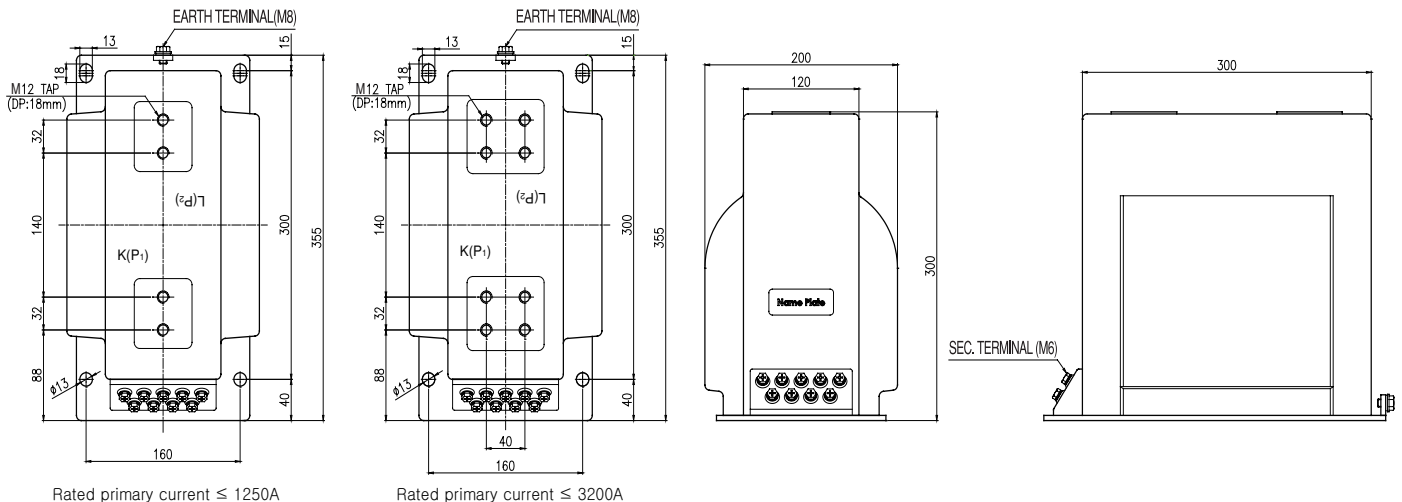 EARTH TERMINAL(M8)
13
15
18
M12 TAP
(DP:18mm)
32
L(P2)
140
300
355
K(P1)
32
88
ø13
40
160
Rated primary current ≤ 1250A
EARTH TERMINAL(M8)
13
15
18
M12 TAP
(DP:18mm)
32
L(P2)
140
300
355
K(P1)
32
88
ø13
40
40
160
Rated primary current ≤ 3200A
200
120
300
Name Plate
300
SEC. TERMINAL (M6)